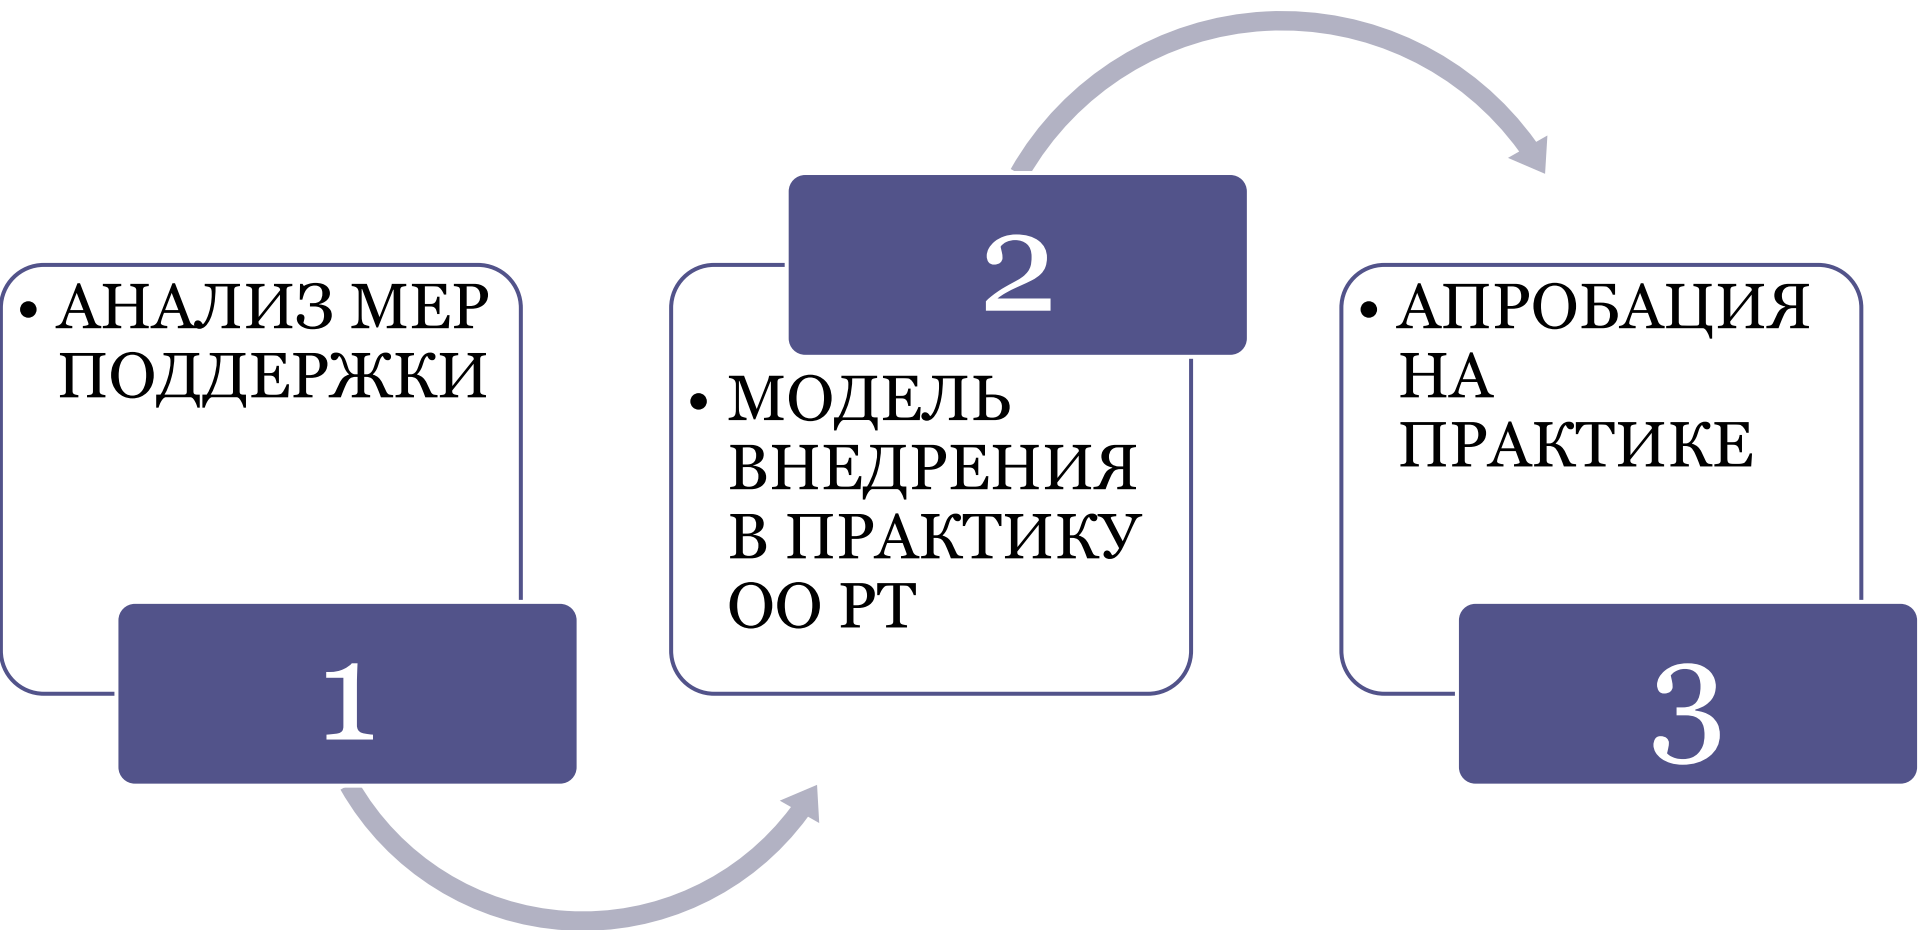 • АНАЛИЗ МЕР
ПОДДЕРЖКИ
1
2
• МОДЕЛЬ
ВНЕДРЕНИЯ
В ПРАКТИКУ
ОО РТ
• АПРОБАЦИЯ
НА
ПРАКТИКЕ
3